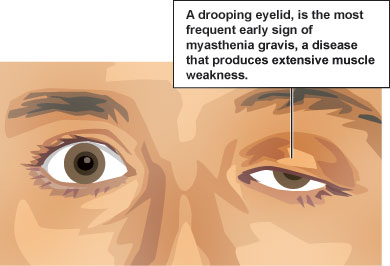 A drooping eyelid, is the most
frequent early sign of
myasthenia gravis, a disease
that produces extensive muscle
weakness.